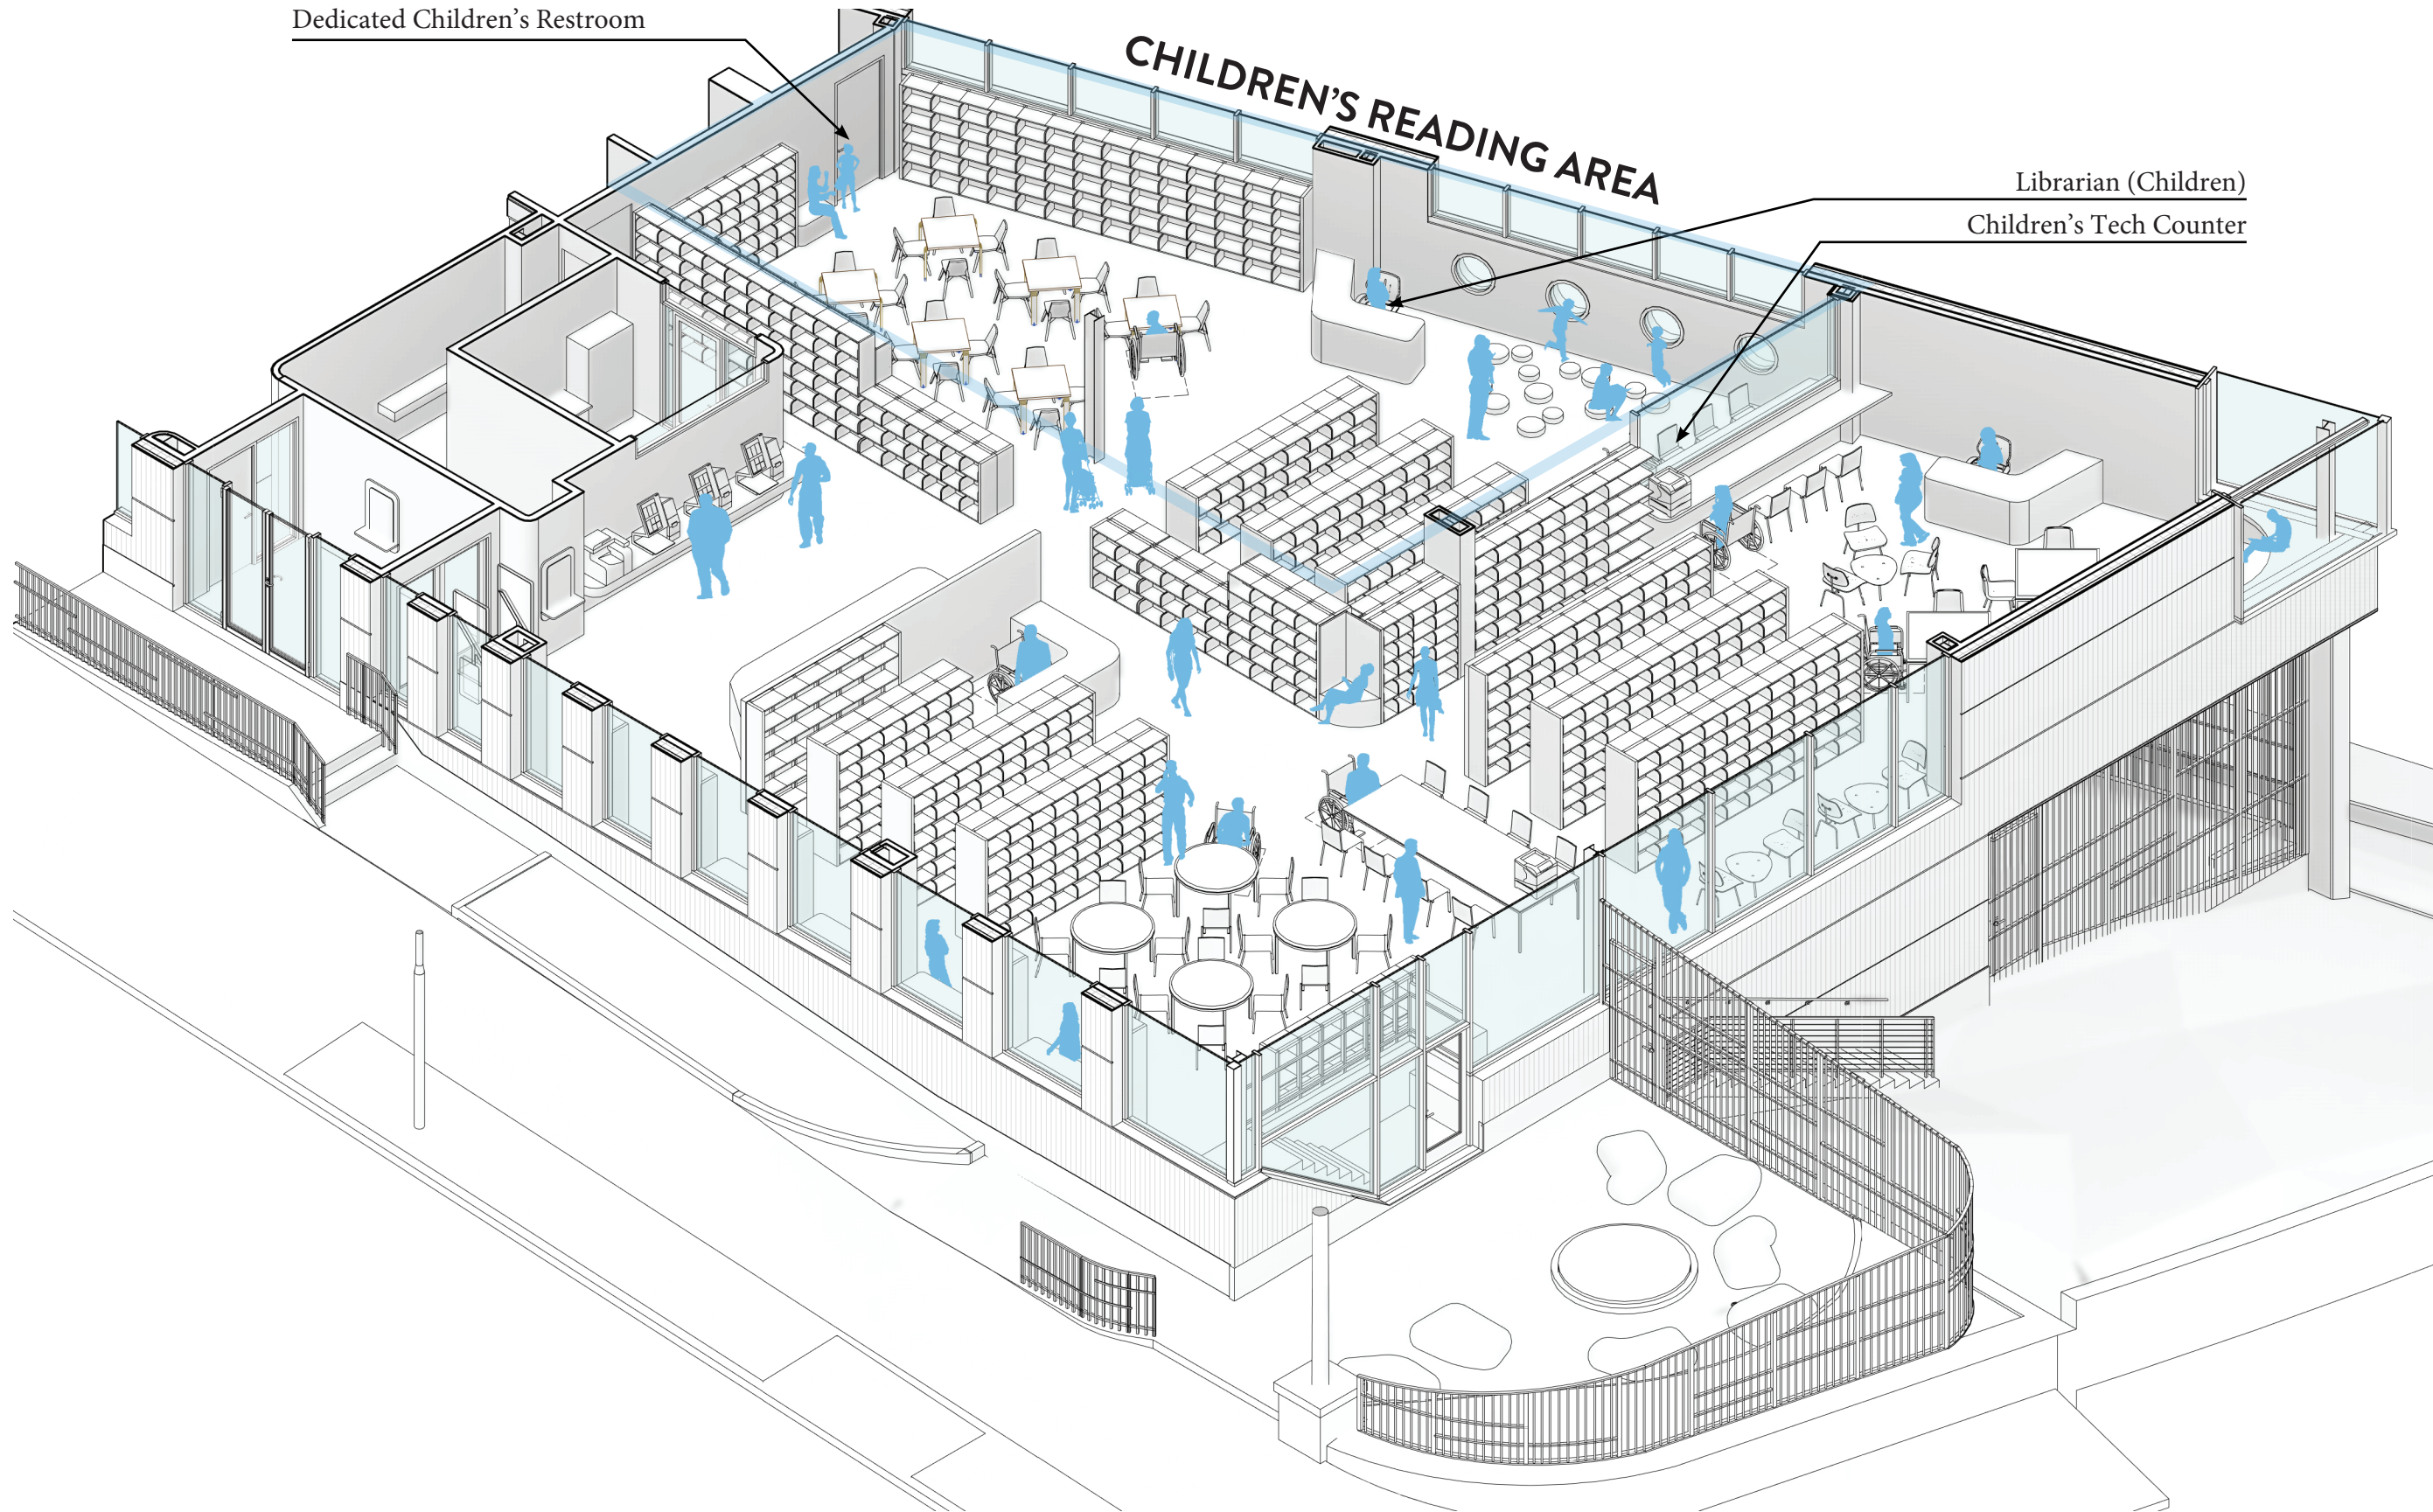 Dedicated Children’s Restroom
CHILDREN’S READING AREA
Librarian (Children)
Children’s Tech Counter